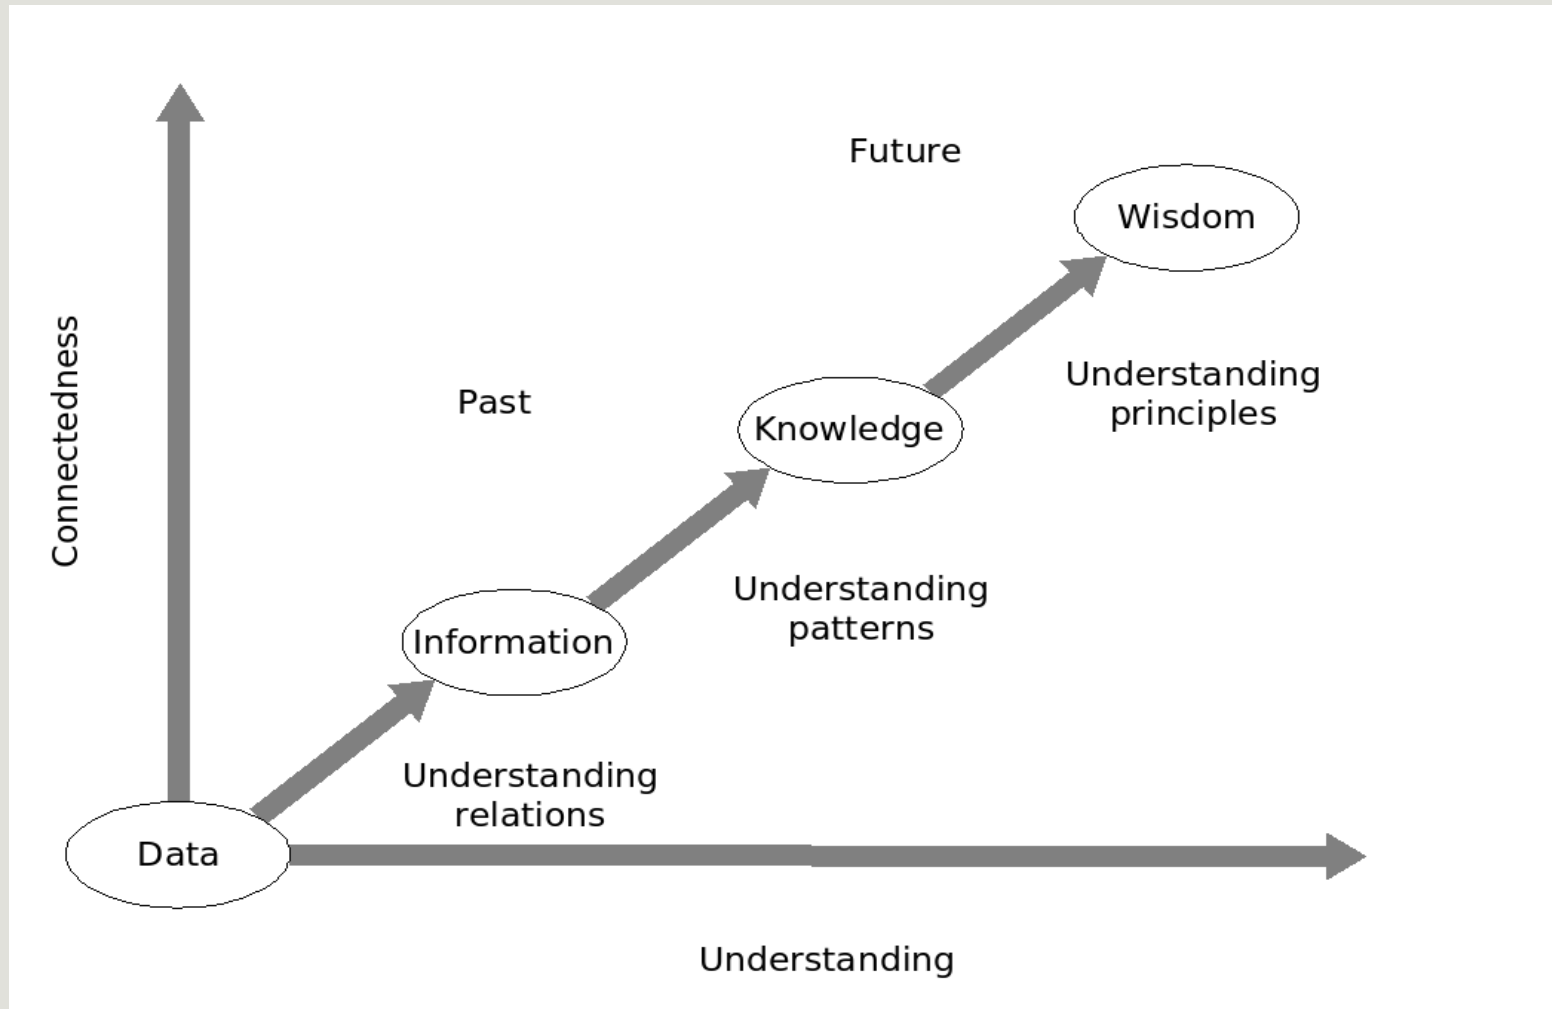 Future
Wisdom
Understanding
principles
Past
Knowledge
Connectedness
Understanding
patterns
Information
Understanding
relations
Data
Understanding